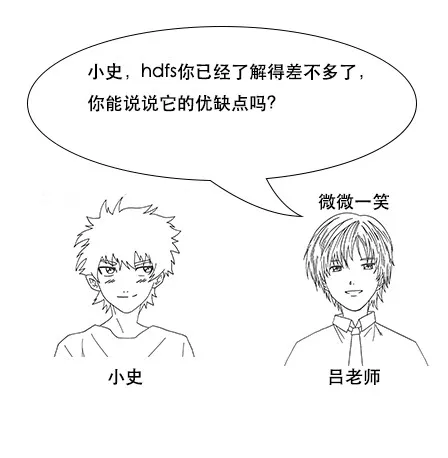 小史，hdfs你已经了解得差不多了，
你能说说它的优缺点吗？
微微一笑
小史
吕老师